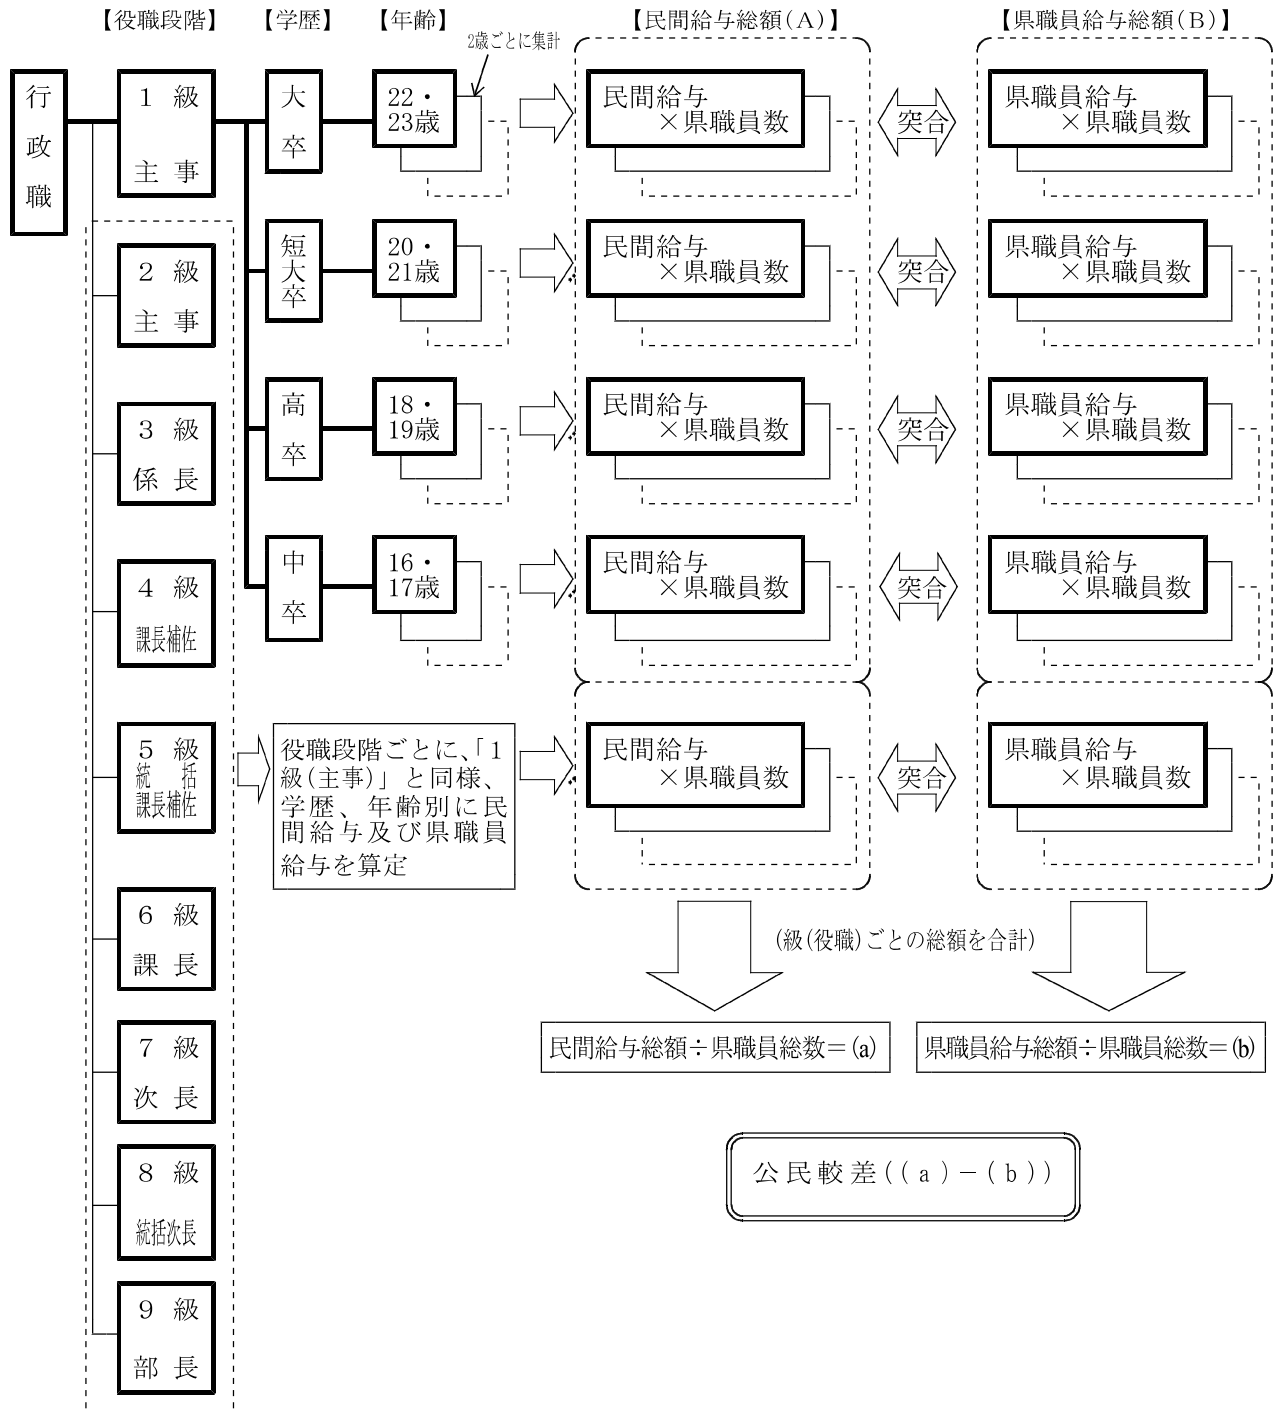 【役職段階】 【学歴】 【年齢】 【民間給与総額(A)】 【県職員給与総額(B)】
2歳ごとに集計
行政職
1 級
主 事
大卒
22・
23歳
民間給与
×県職員数
突合
県職員給与
×県職員数
2 級
主 事
短大卒
20・
21歳
民間給与
×県職員数
突合
県職員給与
×県職員数
3 級
係 長
高卒
18・
19歳
民間給与
×県職員数
突合
県職員給与
×県職員数
4 級
課長補佐
中卒
16・
17歳
民間給与
×県職員数
突合
県職員給与
×県職員数
5 級
統 括
課長補佐
役職段階ごとに、「1
級(主事)」と同様、
学歴、年齢別に民
間給与及び県職員
給与を算定
民間給与
×県職員数
突合
県職員給与
×県職員数
6 級
課 長
(級(役職)ごとの総額を合計)
7 級
次 長
民間給与総額÷県職員総数=(a)
県職員給与総額÷県職員総数=(b)
8 級
統括次長
公民較差((a)-(b))
9 級
部 長